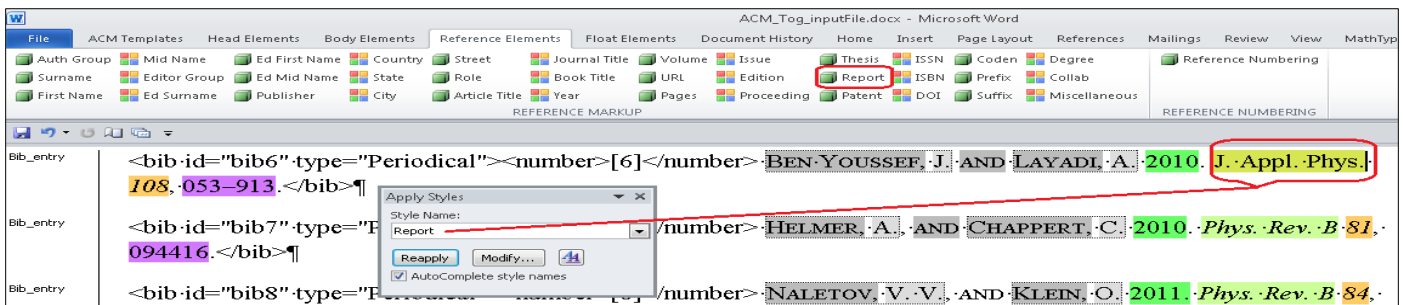 W ACM_Tog_inputFile.docx - Microsoft Word
File ACM Templates Head Elements Body Elements Reference Elements Float Elements Document History Home Insert Page Layout References Mailings Review View MathTyp
Auth Group Mid Name Ed First Name Country Street Journal Title Volume Issue Thesis ISSN Coden Degree Reference Numbering
Surname Editor Group Ed Mid Name State Role Book Title URL Edition Report ISBN Prefix Collab
First Name Ed Surname Publisher City Article Title Year Pages Proceeding Patent DOI Suffix Miscellaneous
REFERENCE MARKUP REFERENCE NUMBERING
Bib_entry <bib·id="bib6"·type="Periodical"><number>[6]</number>·BEN·YOUSSEF,·J.·AND·LAYADI,·A.·2010.·J.·Appl.·Phys.·
108,·053–913.</bib>¶
Apply Styles
Style Name:
Report
Reapply Modify...
AutoComplete style names
Bib_entry <bib·id="bib7"·type="P /number>·HELMER,·A.,·AND·CHAPPERT,·C.·2010.·Phys.·Rev.·B·81,·
094416.</bib>¶
Bib_entry <bib·id="bib8"·type="P /number>·NALETOV,·V.·V.,·AND·KLEIN,·O.·2011.·Phys.·Rev.·B·84,·